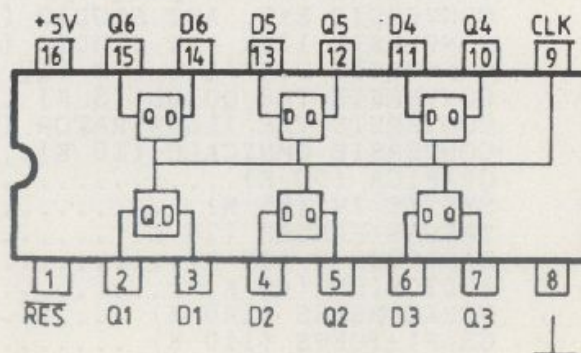 +5V Q6 D6 D5 Q5 D4 Q4 CLK
16 15 14 13 12 11 10 9
Q D D Q D Q
Q D D Q D Q
1 2 3 4 5 6 7 8
RES Q1 D1 D2 Q2 D3 Q3